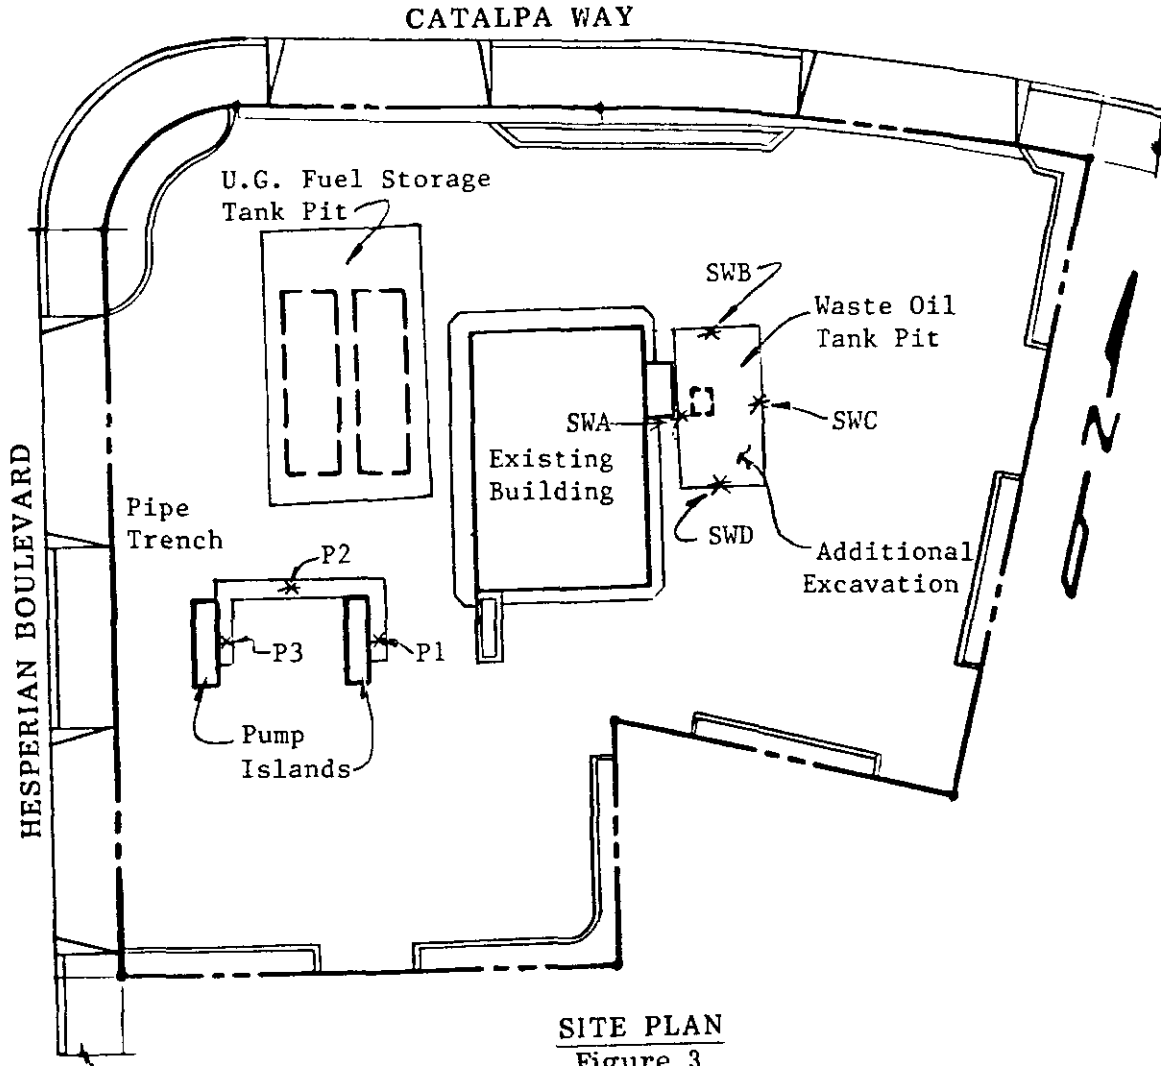 CATALPA WAY
U.G. Fuel Storage
Tank Pit
SWB
Waste Oil
Tank Pit
SWA
SWC
Existing
Building
HESPERIAN BOULEVARD
Pipe
Trench
SWD
Additional
Excavation
P2
P3
P1
Pump
Islands
N
SITE PLAN
Figure 3